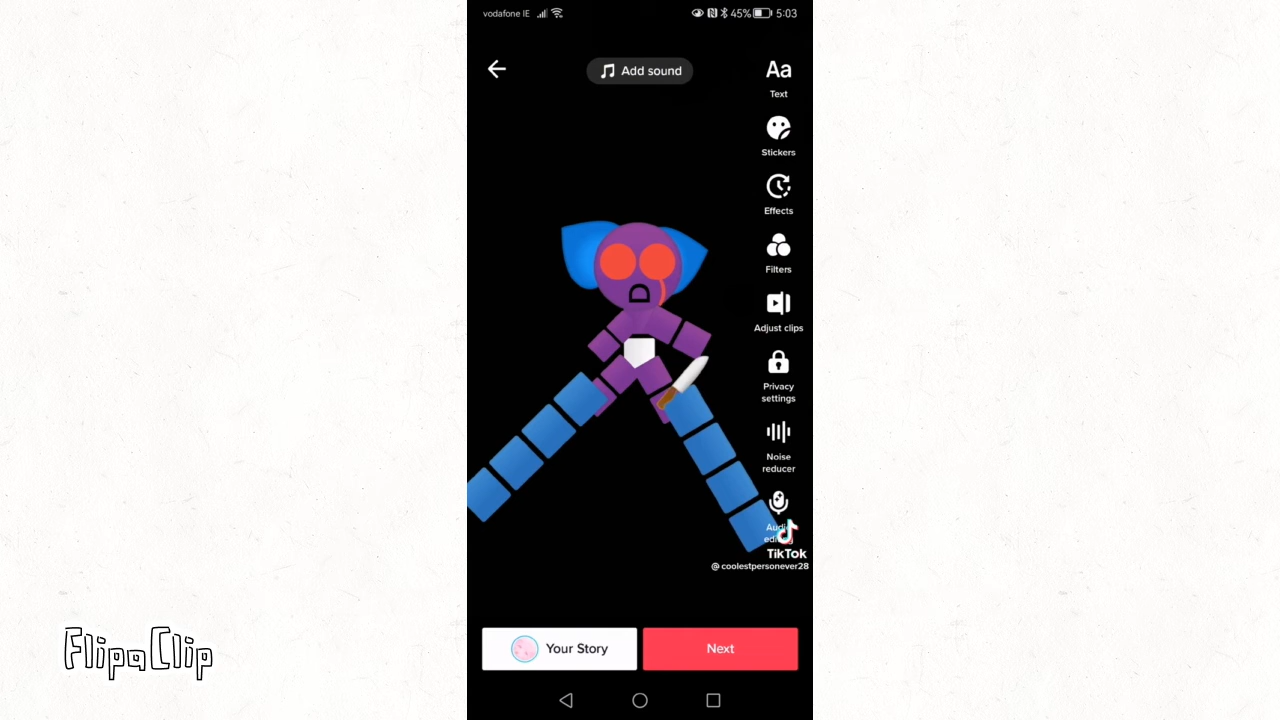 vodafone IE
45% 5:03
Add sound
Aa
Text
Stickers
Effects
Filters
Adjust clips
Privacy
settings
Noise
reducer
TikTok
@coolestpersonever28
Your Story
Next
FlipaClip